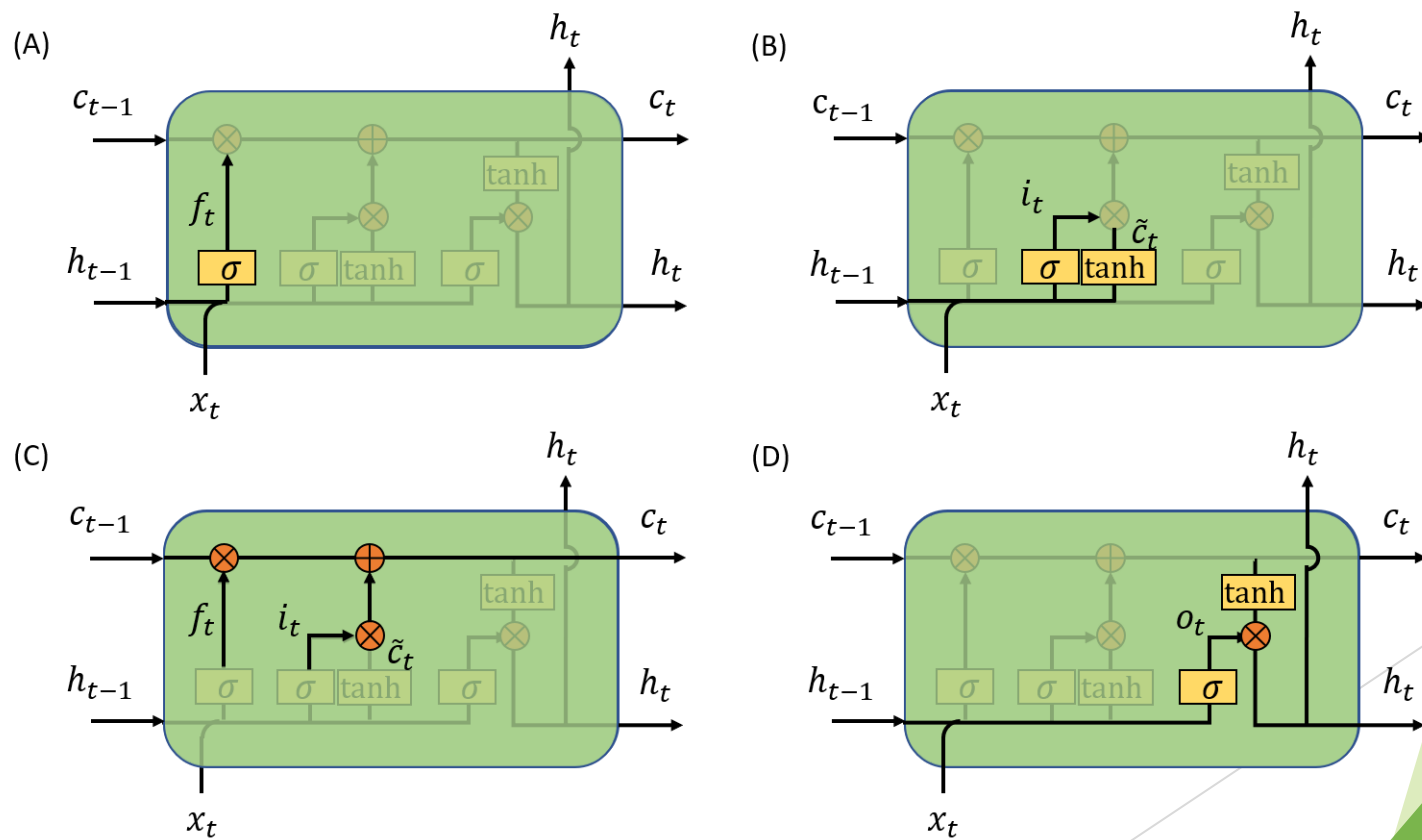 (A)
h_t
c_{t-1}
c_t
tanh
f_t
h_{t-1}
σ
σ
tanh
σ
h_t
x_t
(B)
h_t
c_{t-1}
c_t
tanh
i_t
c̃_t
h_{t-1}
σ
σ
tanh
σ
h_t
x_t
(C)
h_t
c_{t-1}
c_t
tanh
f_t
i_t
c̃_t
h_{t-1}
σ
σ
tanh
σ
h_t
x_t
(D)
h_t
c_{t-1}
c_t
tanh
o_t
h_{t-1}
σ
σ
tanh
σ
h_t
x_t